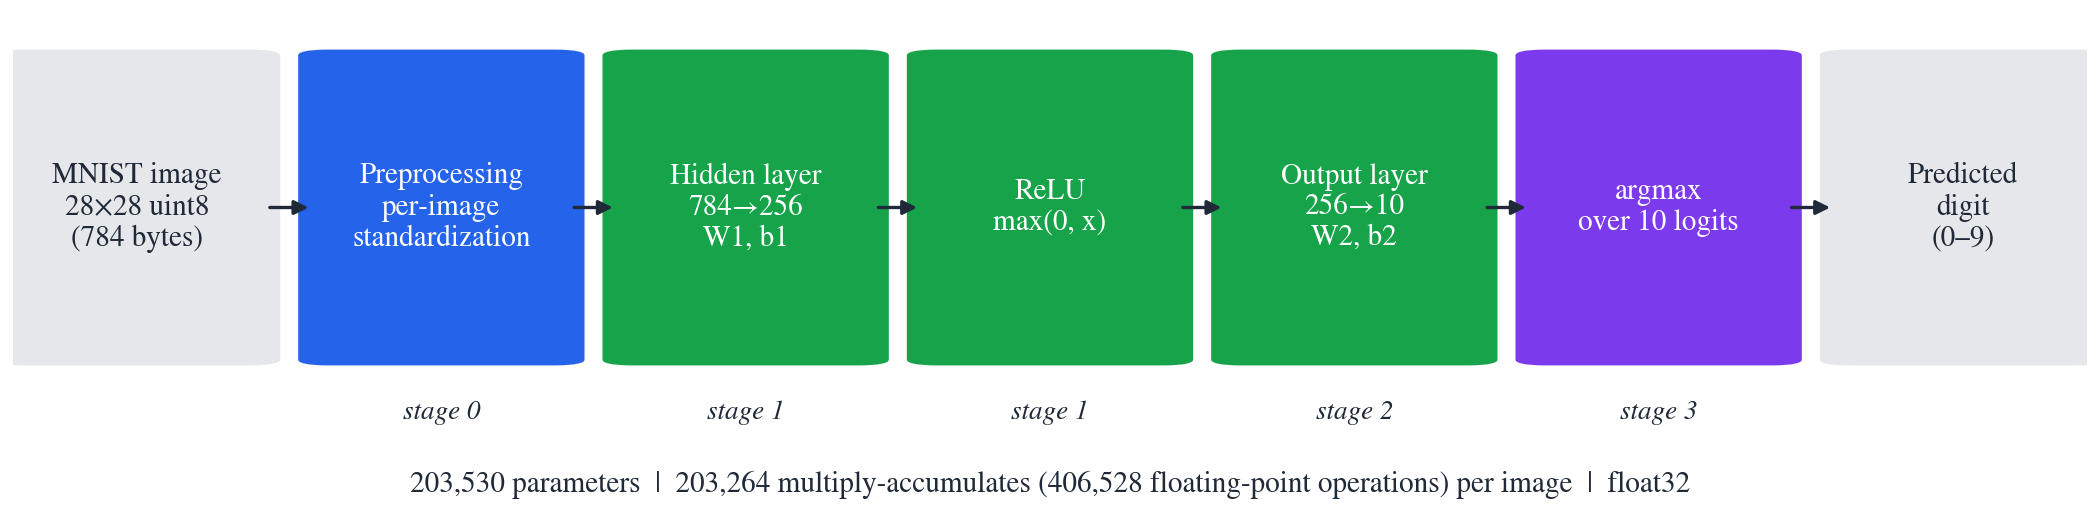 MNIST image
28×28 uint8
(784 bytes)
Preprocessing
per-image
standardization
Hidden layer
784→256
W1, b1
ReLU
max(0, x)
Output layer
256→10
W2, b2
argmax
over 10 logits
Predicted
digit
(0–9)
stage 0
stage 1
stage 1
stage 2
stage 3
203,530 parameters | 203,264 multiply-accumulates (406,528 floating-point operations) per image | float32